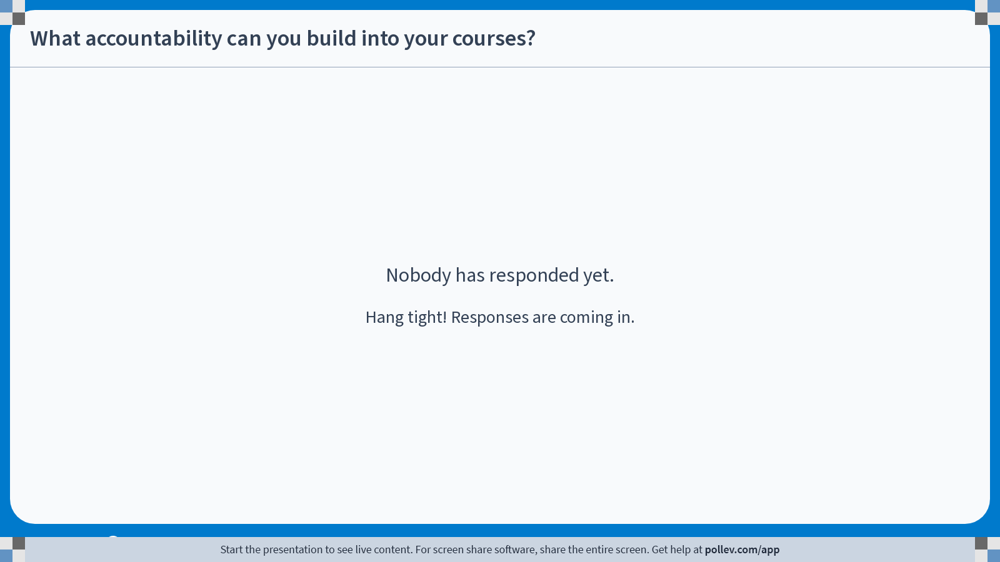 What accountability can you build into your courses?
Nobody has responded yet.
Hang tight! Responses are coming in.
Start the presentation to see live content. For screen share software, share the entire screen. Get help at pollev.com/app